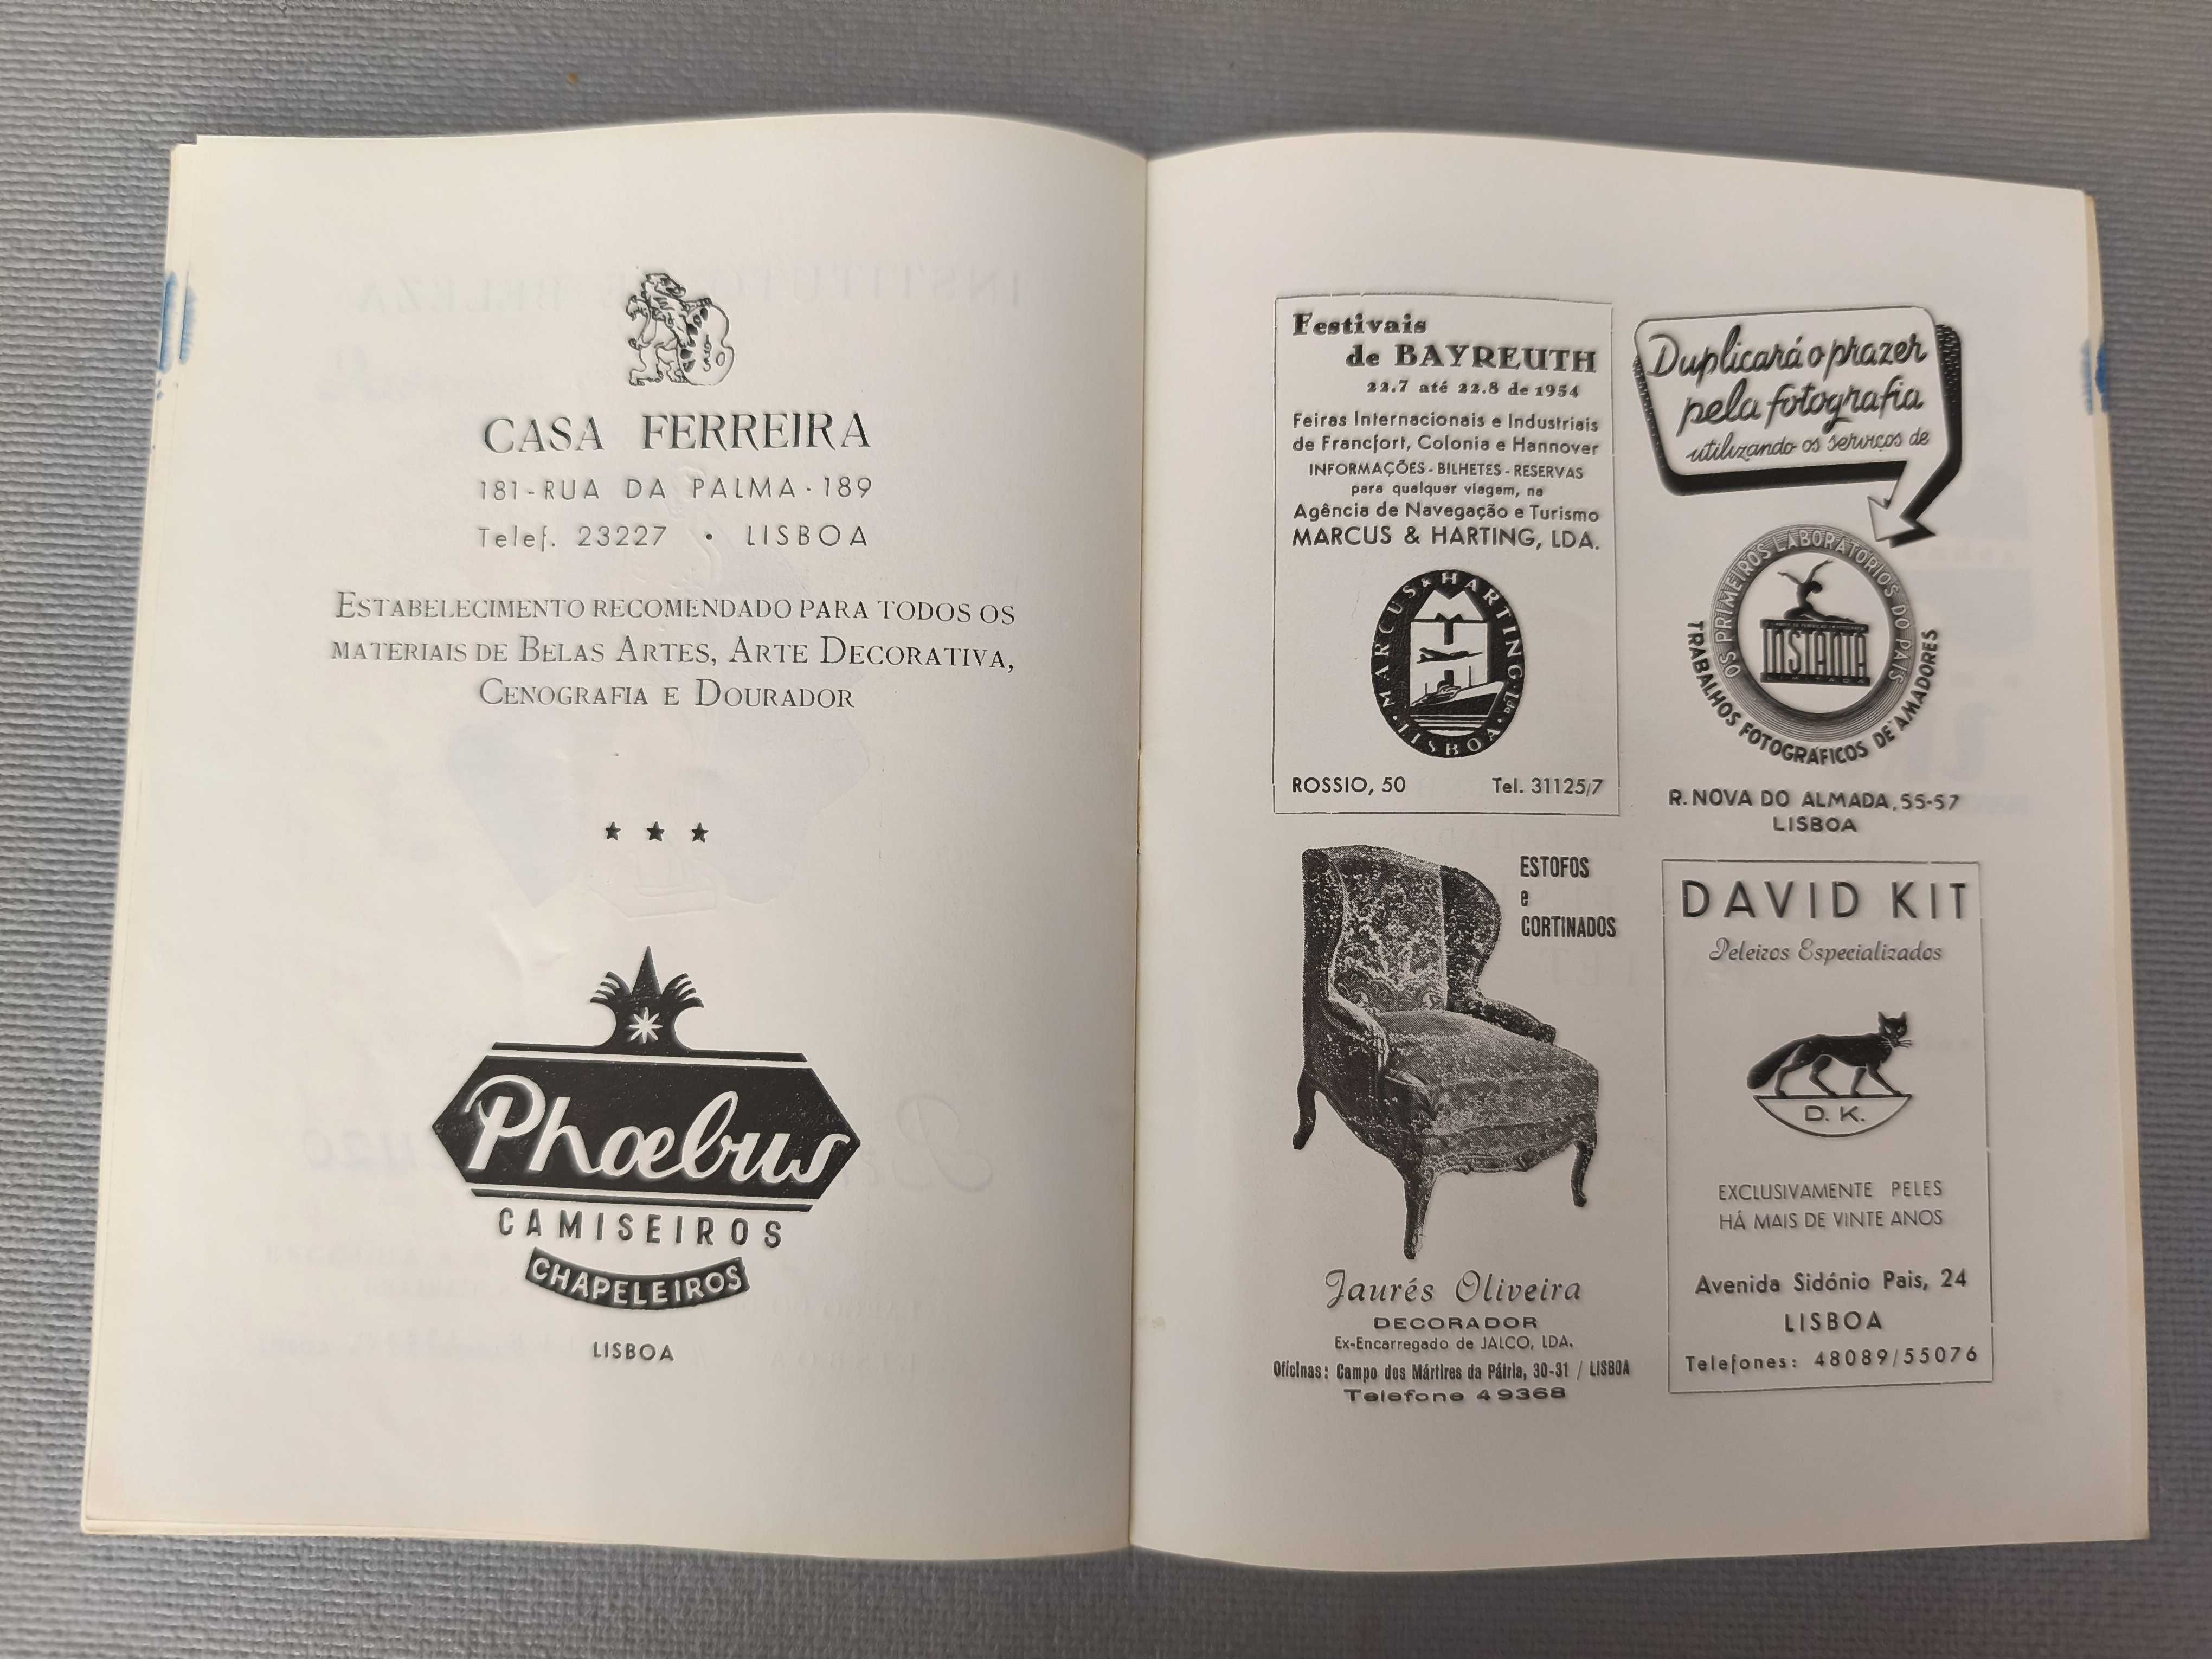 CASA FERREIRA
181-RUA DA PALMA-189
Telef. 23227 • LISBOA
ESTABELECIMENTO RECOMENDADO PARA TODOS OS
MATERIAIS DE BELAS ARTES, ARTE DECORATIVA,
CENOGRAFIA E DOURADOR
★ ★ ★
Phœbus
CAMISEIROS
CHAPELEIROS
LISBOA
Festivais
de BAYREUTH
22.7 até 22.8 de 1954
Feiras Internacionais e Industriais
de Francfort, Colonia e Hannover
INFORMAÇÕES - BILHETES - RESERVAS
para qualquer viagem, na
Agência de Navegação e Turismo
MARCUS & HARTING, LDA.
MARCUS & HARTING, Lda • LISBOA •
ROSSIO, 50 Tel. 31125/7
Duplicará o prazer
pela fotografia
utilizando os serviços de
OS PRIMEIROS LABORATÓRIOS DO PAÍS
INSTANTA
TRABALHOS FOTOGRÁFICOS DE AMADORES
R. NOVA DO ALMADA, 55-57
LISBOA
ESTOFOS
e
CORTINADOS
Jaurés Oliveira
DECORADOR
Ex-Encarregado de JALCO, LDA.
Oficinas: Campo dos Mártires da Pátria, 30-31 / LISBOA
Telefone 49368
DAVID KIT
Peleiros Especializados
D. K.
EXCLUSIVAMENTE PELES
HÁ MAIS DE VINTE ANOS
Avenida Sidónio Pais, 24
LISBOA
Telefones: 48089/55076